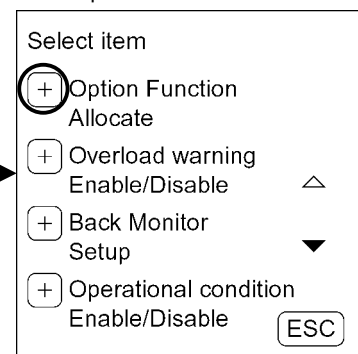 Select item
+ Option Function
Allocate
+ Overload warning
Enable/Disable
+ Back Monitor
Setup
+ Operational condition
Enable/Disable
ESC